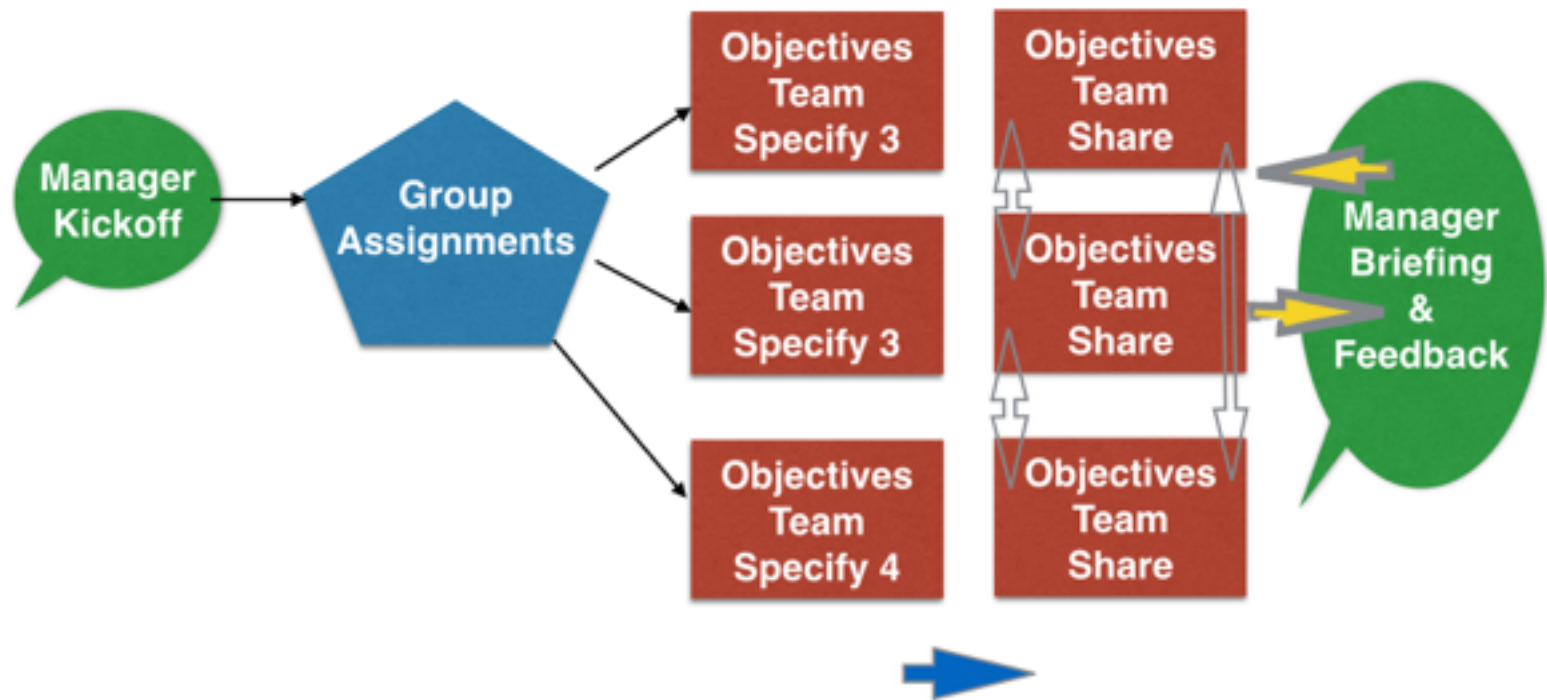 Manager
Kickoff
Group
Assignments
Objectives
Team
Specify 3
Objectives
Team
Specify 3
Objectives
Team
Specify 4
Objectives
Team
Share
Objectives
Team
Share
Objectives
Team
Share
Manager
Briefing
&
Feedback